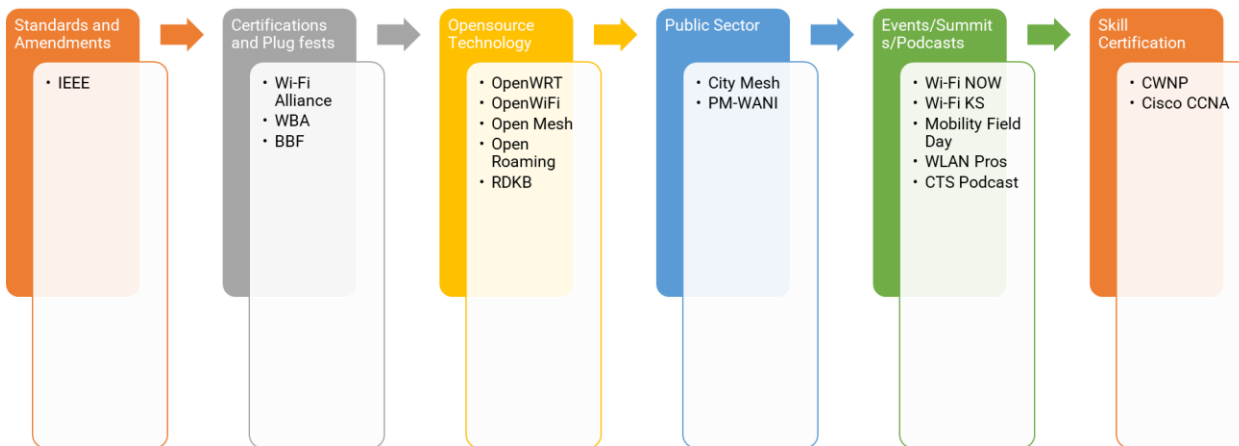 Standards and
Amendments
• IEEE
Certifications
and Plug fests
• Wi-Fi
Alliance
• WBA
• BBF
Opensource
Technology
• OpenWRT
• OpenWiFi
• Open Mesh
• Open
Roaming
• RDKB
Public Sector
• City Mesh
• PM-WANI
Events/Summit
s/Podcasts
• Wi-Fi NOW
• Wi-Fi KS
• Mobility Field
Day
• WLAN Pros
• CTS Podcast
Skill
Certification
• CWNP
• Cisco CCNA